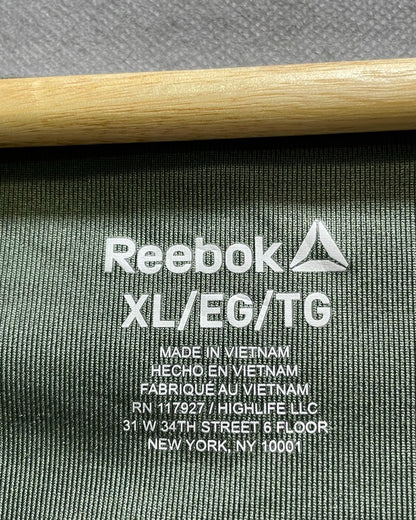 Reebok
XL/EG/TG
MADE IN VIETNAM
HECHO EN VIETNAM
FABRIQUÉ AU VIETNAM
RN 117927 / HIGHLIFE LLC
31 W 34TH STREET 6 FLOOR
NEW YORK, NY 10001